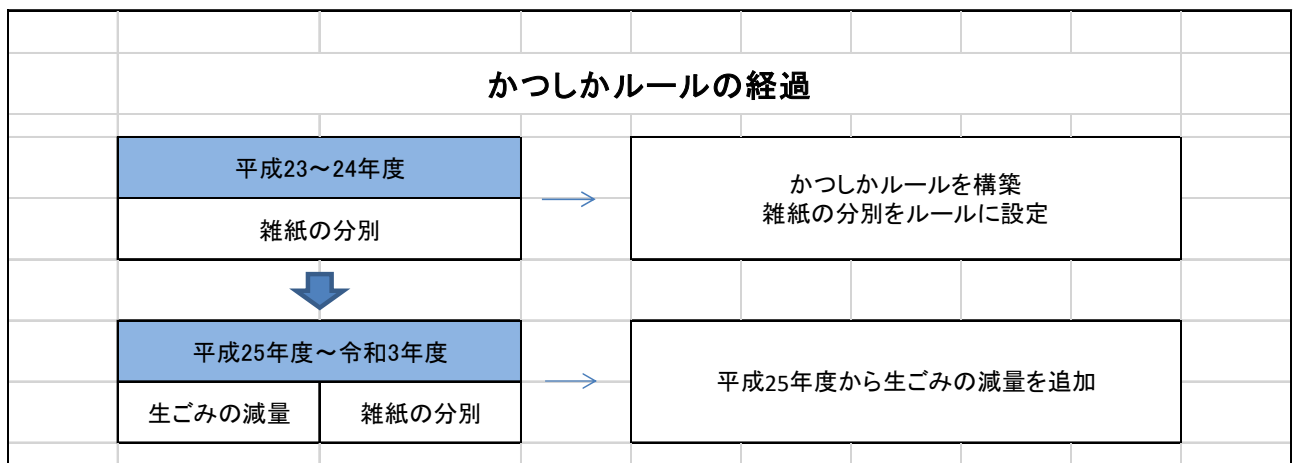 かつしかルールの経過
平成23～24年度
雑紙の分別
かつしかルールを構築
雑紙の分別をルールに設定
平成25年度～令和3年度
生ごみの減量
雑紙の分別
平成25年度から生ごみの減量を追加